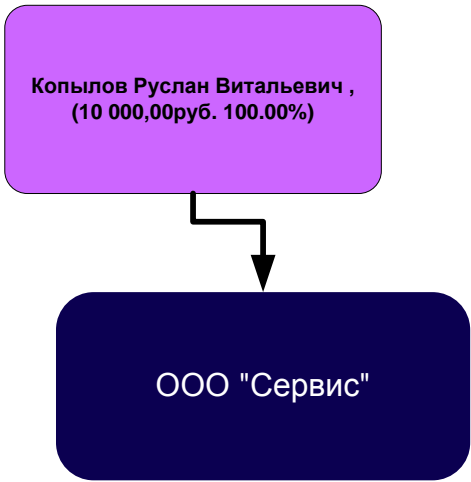 Копылов Руслан Витальевич ,
(10 000,00руб. 100.00%)
ООО "Сервис"